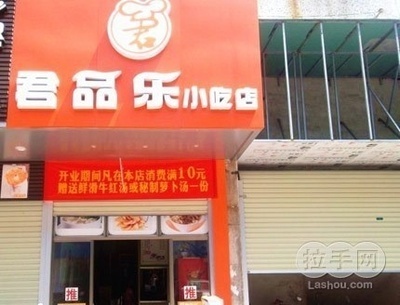 君
君品乐小吃店
开业期间凡在本店消费满10元
赠送鲜滑牛红汤或秘制萝卜汤一份
推 推
拉手网
Lashou.com